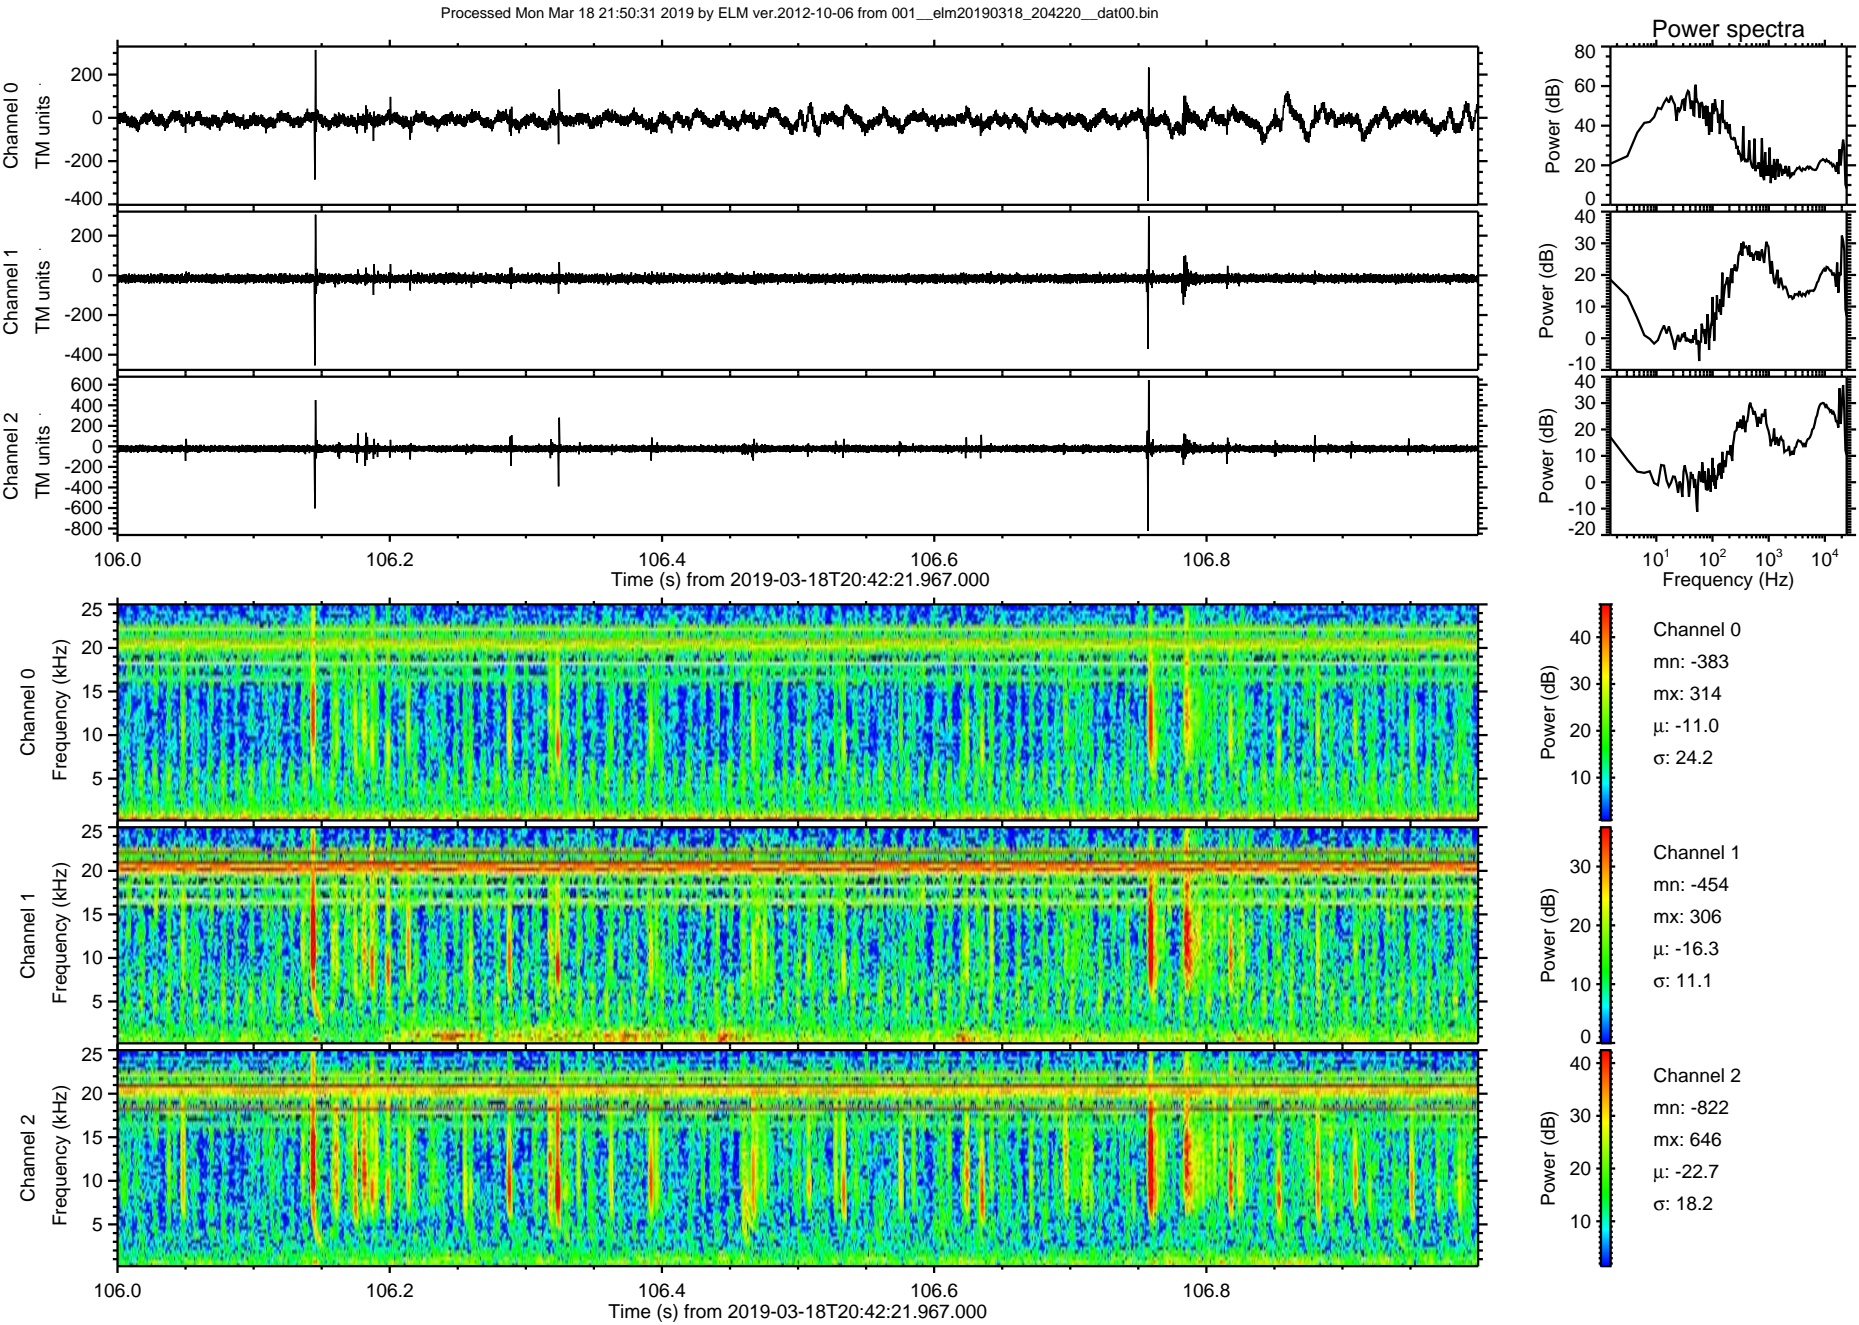 Processed Mon Mar 18 21:50:31 2019 by ELM ver.2012-10-06 from 001__elm20190318_204220__dat00.bin
Power spectra
Channel 0
TM units
200
0
-200
-400
Power (dB)
80
60
40
20
0
Channel 1
TM units
200
0
-200
-400
Power (dB)
40
30
20
10
0
-10
Channel 2
TM units
600
400
200
0
-200
-400
-600
-800
Power (dB)
40
30
20
10
0
-10
-20
106.0 106.2 106.4 106.6 106.8
Time (s) from 2019-03-18T20:42:21.967.000
10¹ 10² 10³ 10⁴
Frequency (Hz)
Channel 0
Frequency (kHz)
25
20
15
10
5
Power (dB)
40
30
20
10
Channel 0
mn: -383
mx: 314
μ: -11.0
σ: 24.2
Channel 1
Frequency (kHz)
25
20
15
10
5
Power (dB)
30
20
10
0
Channel 1
mn: -454
mx: 306
μ: -16.3
σ: 11.1
Channel 2
Frequency (kHz)
25
20
15
10
5
Power (dB)
40
30
20
10
Channel 2
mn: -822
mx: 646
μ: -22.7
σ: 18.2
106.0 106.2 106.4 106.6 106.8
Time (s) from 2019-03-18T20:42:21.967.000